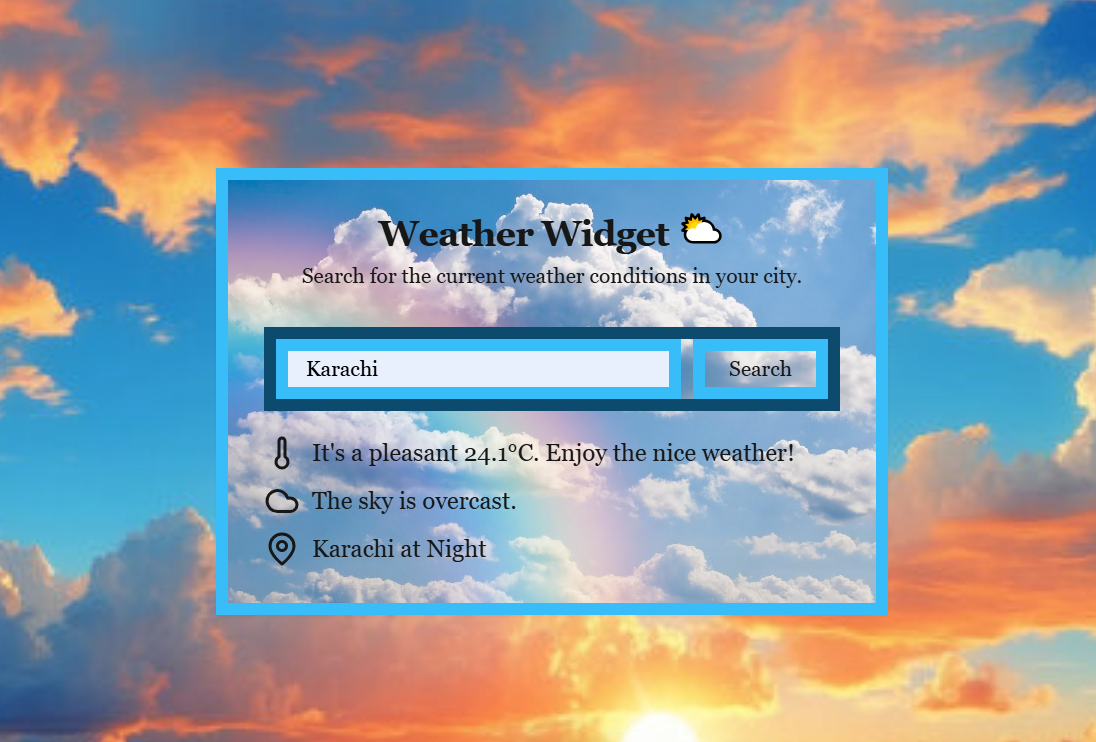 Weather Widget
Search for the current weather conditions in your city.
Karachi
Search
It's a pleasant 24.1°C. Enjoy the nice weather!
The sky is overcast.
Karachi at Night